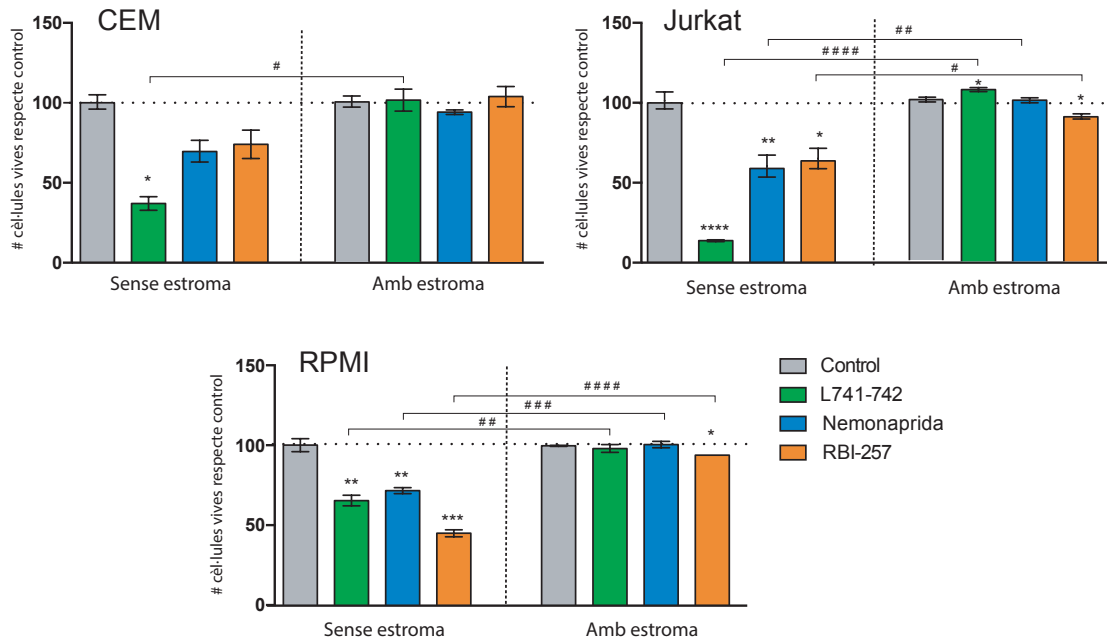 CEM
# cèl·lules vives respecte control
150
100
50
0
#
*
Sense estroma
Amb estroma
Jurkat
# cèl·lules vives respecte control
150
100
50
0
# #
# # # #
#
****
**
*
*
*
Sense estroma
Amb estroma
RPMI
# cèl·lules vives respecte control
150
100
50
0
# # # #
# # #
# #
**
**
***
*
Sense estroma
Amb estroma
Control
L741-742
Nemonaprida
RBI-257